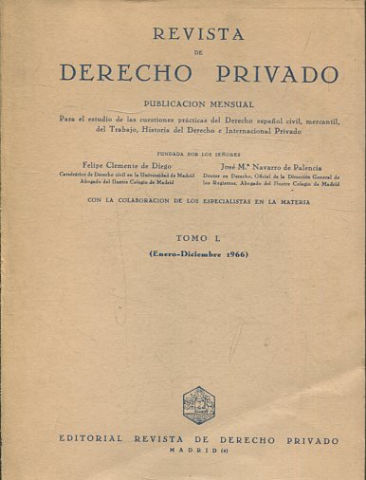 REVISTA
DE
DERECHO PRIVADO
PUBLICACION MENSUAL
Para el estudio de las cuestiones prácticas del Derecho español civil, mercantil,
del Trabajo, Historia del Derecho e Internacional Privado
FUNDADA POR LOS SEÑORES
Felipe Clemente de Diego
Catedrático de Derecho civil en la Universidad de Madrid
Abogado del Ilustre Colegio de Madrid
José M.ª Navarro de Palencia
Doctor en Derecho, Oficial de la Dirección General de
los Registros, Abogado del Ilustre Colegio de Madrid
CON LA COLABORACION DE LOS ESPECIALISTAS EN LA MATERIA
TOMO L
(Enero-Diciembre 1966)
EDITORIAL REVISTA DE DERECHO PRIVADO
MADRID (4)